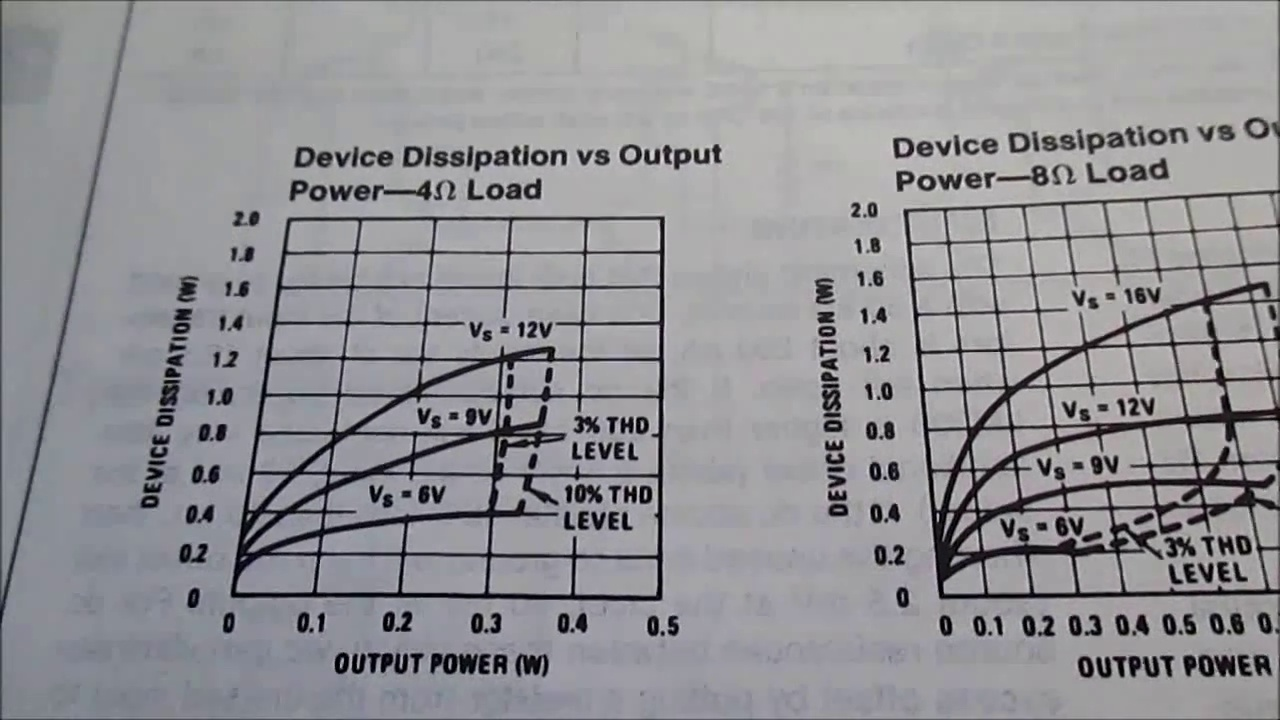 Device Dissipation vs Output
Power—4Ω Load
2.0
1.8
1.6
1.4
1.2
1.0
0.8
0.6
0.4
0.2
0
DEVICE DISSIPATION (W)
VS = 12V
VS = 9V
VS = 6V
3% THD
LEVEL
10% THD
LEVEL
0 0.1 0.2 0.3 0.4 0.5
OUTPUT POWER (W)
Device Dissipation vs
Power—8Ω Load
2.0
1.8
1.6
1.4
1.2
1.0
0.8
0.6
0.4
0.2
0
DEVICE DISSIPATION (W)
VS = 16V
VS = 12V
VS = 9V
VS = 6V
3% THD
LEVEL
0 0.1 0.2 0.3 0.4 0.5 0.6
OUTPUT POWER